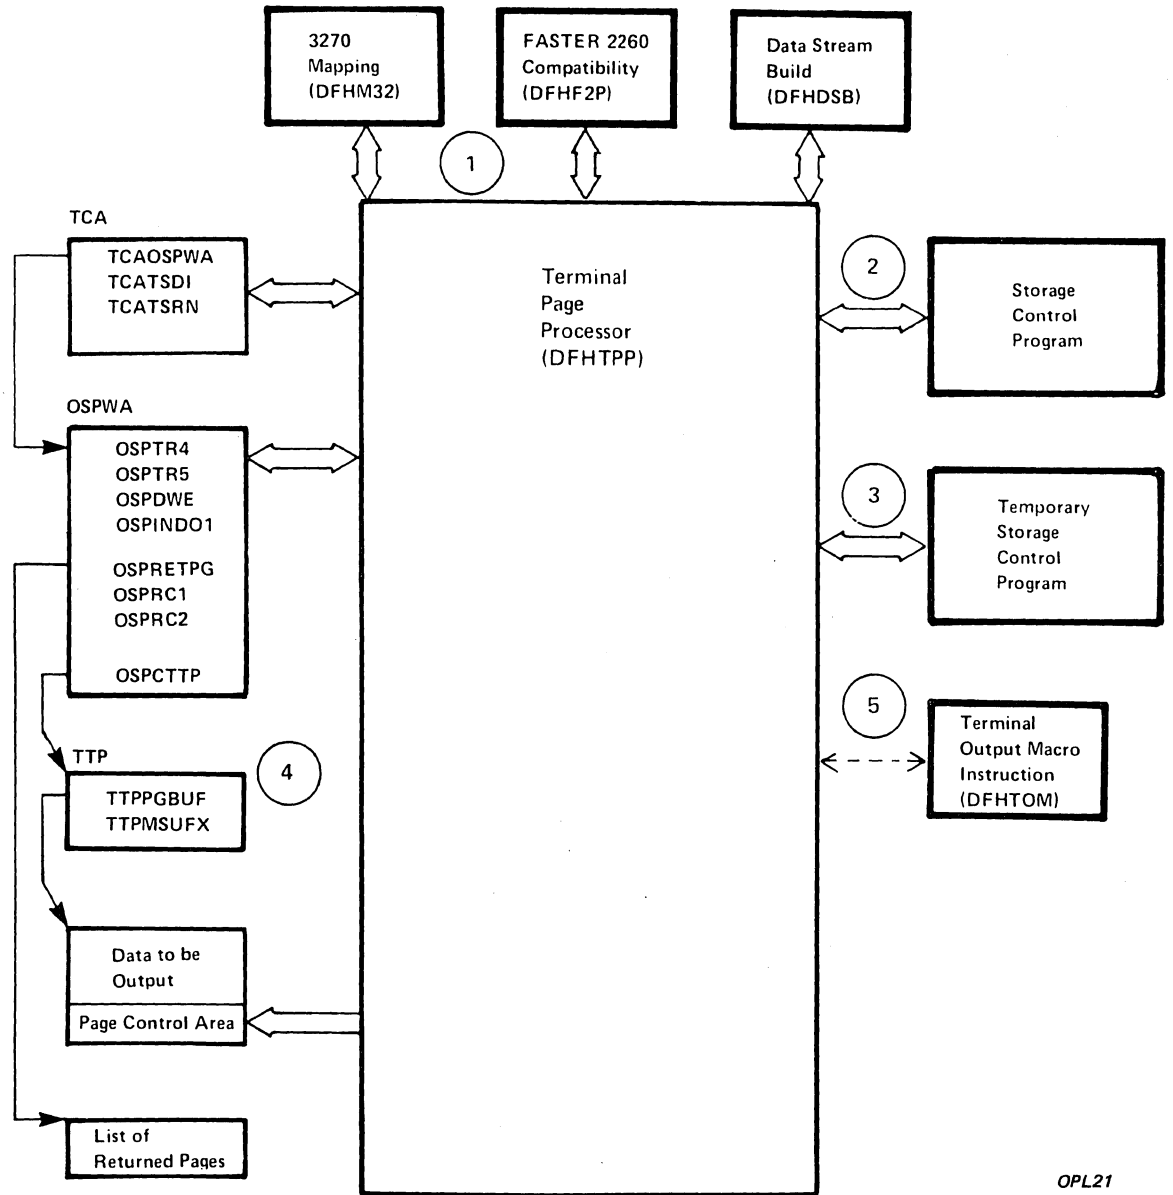 3270
Mapping
(DFHM32)
FASTER 2260
Compatibility
(DFHF2P)
Data Stream
Build
(DFHDSB)
1
TCA
TCAOSPWA
TCATSDI
TCATSRN
Terminal
Page
Processor
(DFHTPP)
2
Storage
Control
Program
OSPWA
OSPTR4
OSPTR5
OSPDWE
OSPINDO1
OSPRETPG
OSPRC1
OSPRC2
OSPCTTP
3
Temporary
Storage
Control
Program
TTP
TTPPGBUF
TTPMSUFX
4
5
Terminal
Output Macro
Instruction
(DFHTOM)
Data to be
Output
Page Control Area
List of
Returned Pages
OPL21